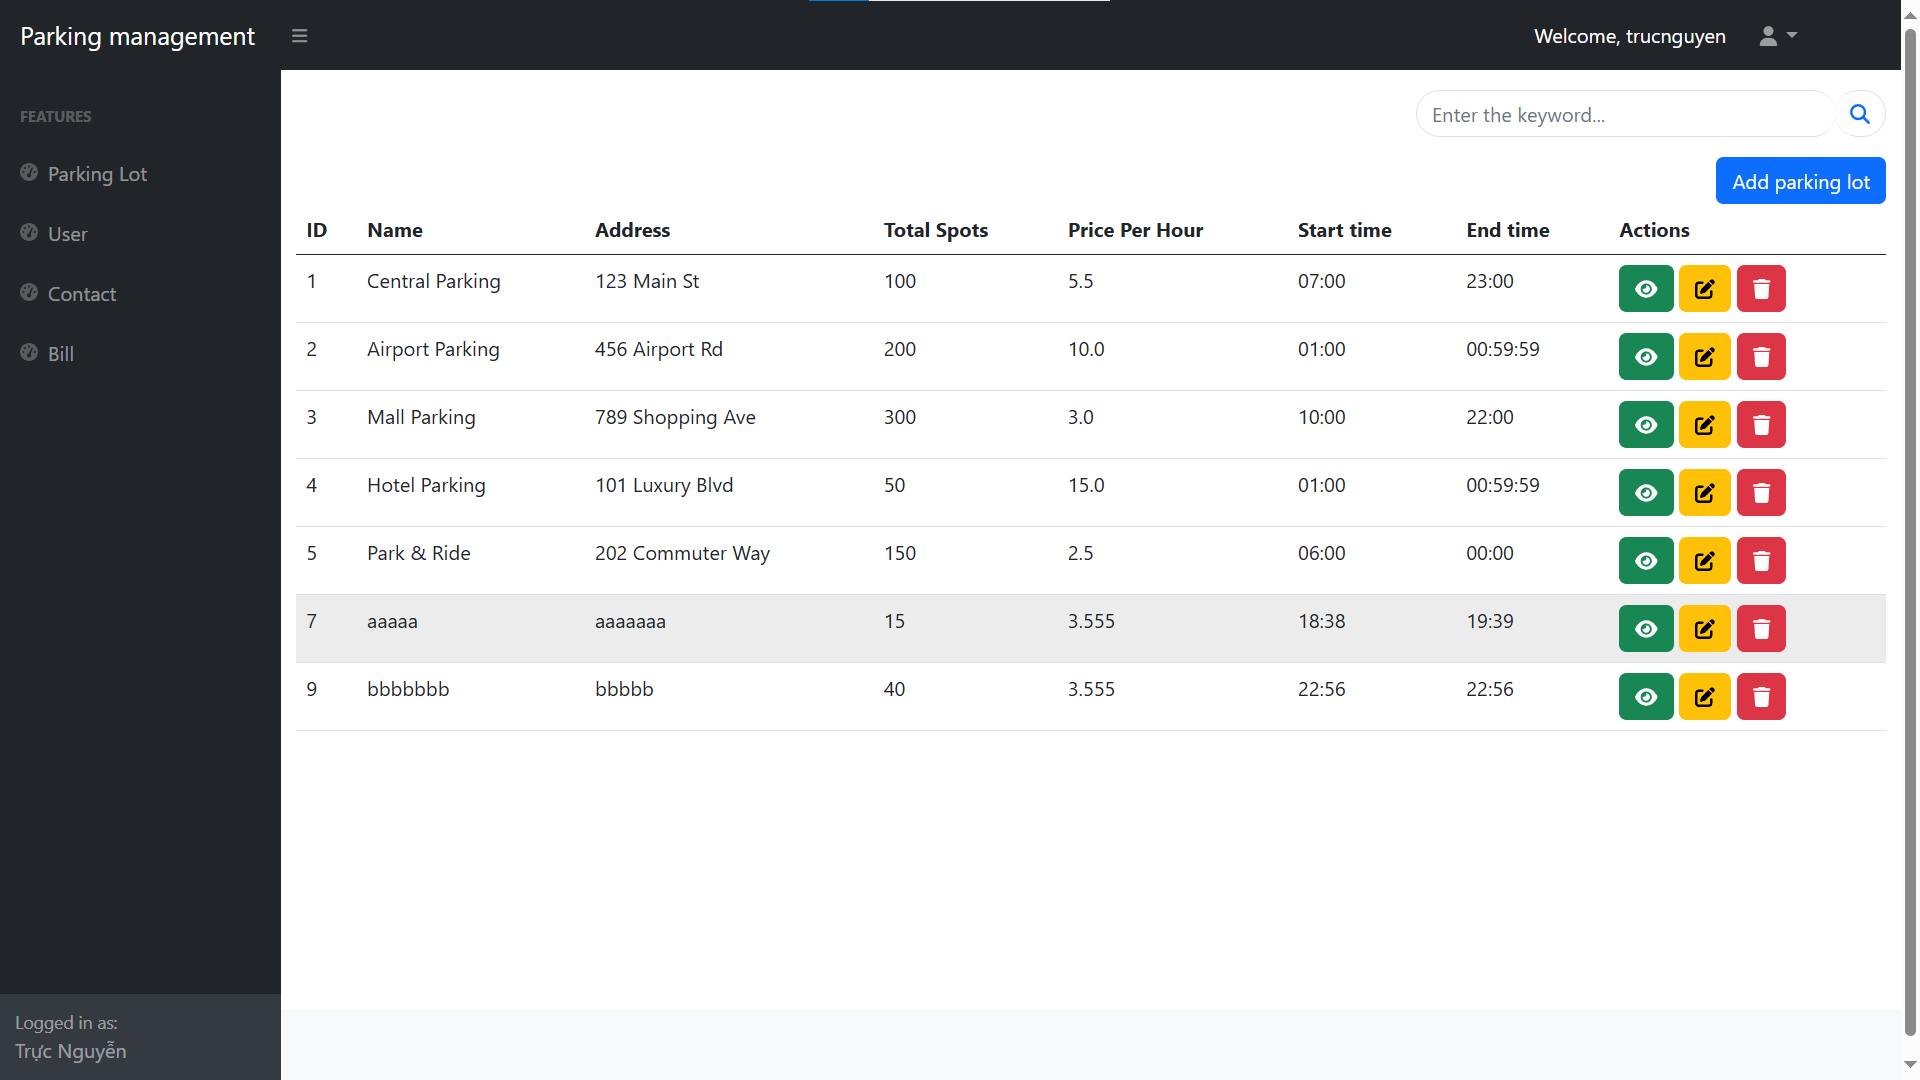 Parking management
Welcome, trucnguyen
FEATURES
Parking Lot
User
Contact
Bill
Logged in as:
Trực Nguyễn
Enter the keyword...
Add parking lot
ID Name Address Total Spots Price Per Hour Start time End time Actions
1 Central Parking 123 Main St 100 5.5 07:00 23:00
2 Airport Parking 456 Airport Rd 200 10.0 01:00 00:59:59
3 Mall Parking 789 Shopping Ave 300 3.0 10:00 22:00
4 Hotel Parking 101 Luxury Blvd 50 15.0 01:00 00:59:59
5 Park & Ride 202 Commuter Way 150 2.5 06:00 00:00
7 aaaaa aaaaaaa 15 3.555 18:38 19:39
9 bbbbbbb bbbbb 40 3.555 22:56 22:56